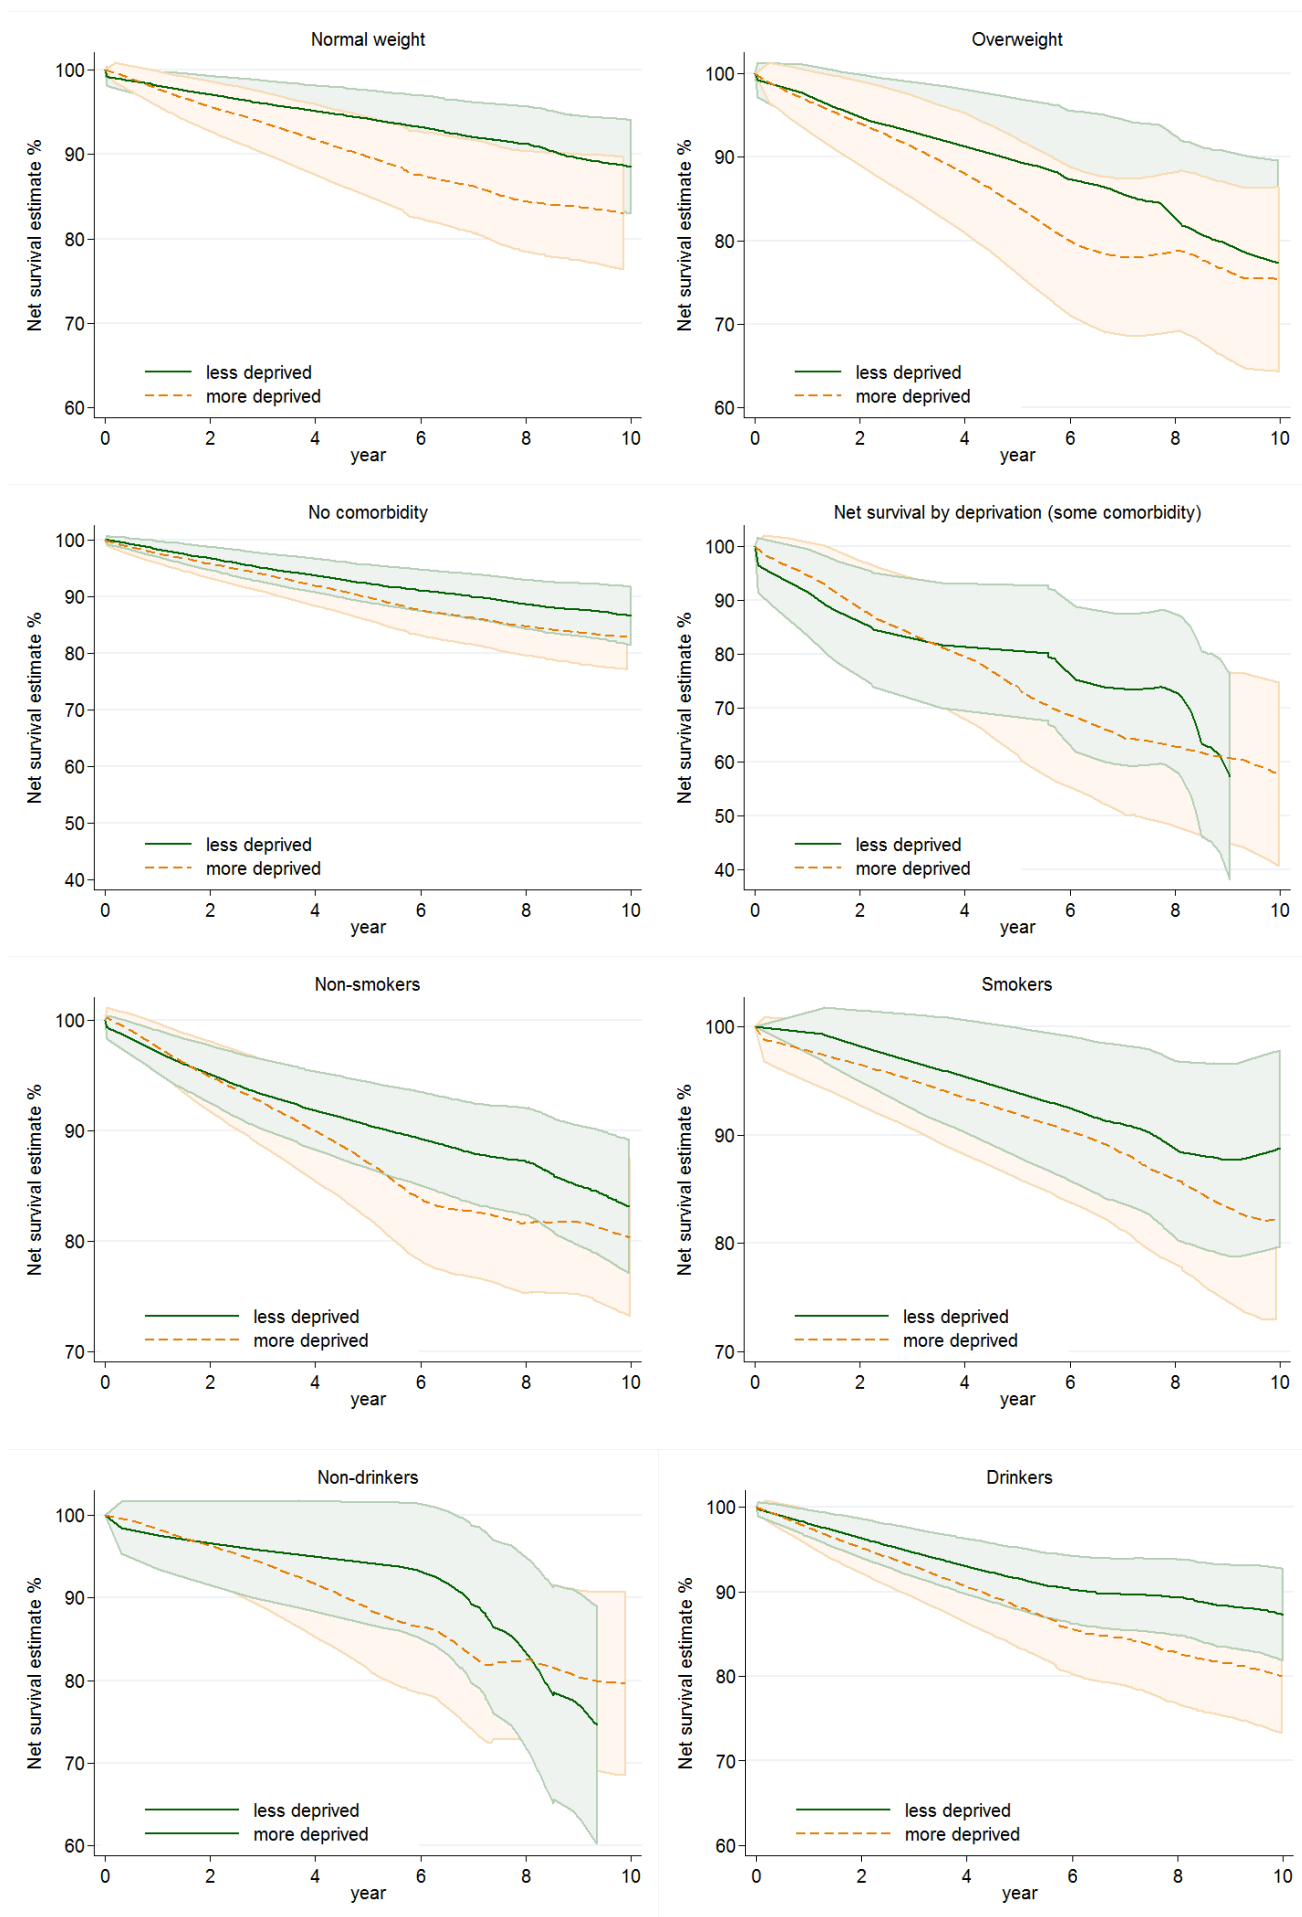 Normal weight
Net survival estimate %
100
90
80
70
60
less deprived
more deprived
0 2 4 6 8 10
year
Overweight
Net survival estimate %
100
90
80
70
60
less deprived
more deprived
0 2 4 6 8 10
year
No comorbidity
Net survival estimate %
100
90
80
70
60
50
40
less deprived
more deprived
0 2 4 6 8 10
year
Net survival by deprivation (some comorbidity)
Net survival estimate %
100
90
80
70
60
50
40
less deprived
more deprived
0 2 4 6 8 10
year
Non-smokers
Net survival estimate %
100
90
80
70
less deprived
more deprived
0 2 4 6 8 10
year
Smokers
Net survival estimate %
100
90
80
70
less deprived
more deprived
0 2 4 6 8 10
year
Non-drinkers
Net survival estimate %
100
90
80
70
60
less deprived
more deprived
0 2 4 6 8 10
year
Drinkers
Net survival estimate %
100
90
80
70
60
less deprived
more deprived
0 2 4 6 8 10
year